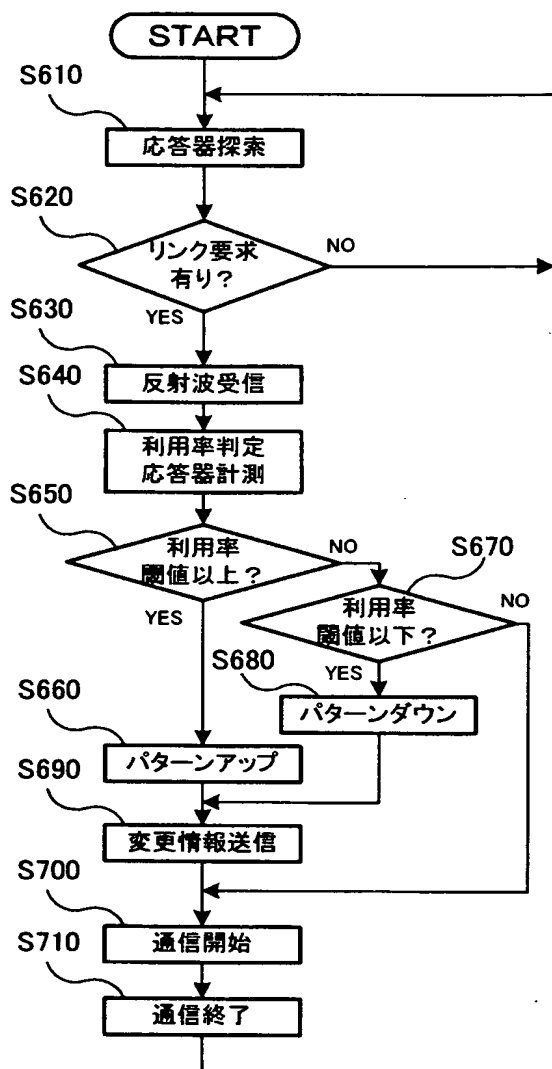 START
S610
応答器探索
S620
リンク要求
有り?
NO
YES
S630
反射波受信
S640
利用率判定
応答器計測
S650
利用率
閾値以上?
NO
YES
S670
利用率
閾値以下?
NO
YES
S680
パターンダウン
S660
パターンアップ
S690
変更情報送信
S700
通信開始
S710
通信終了